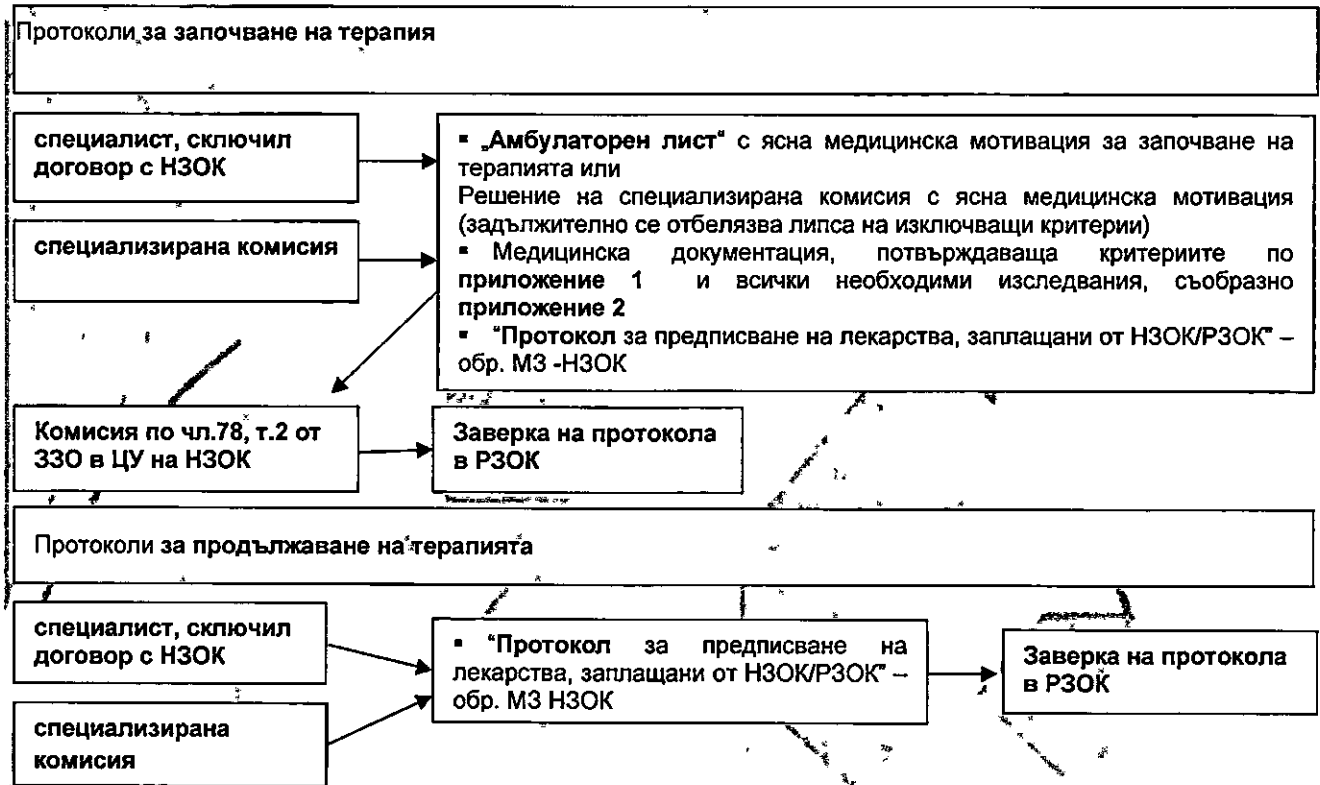 Протоколи за започване на терапия
специалист, сключил
договор с НЗОК
специализирана комисия
▪ „Амбулаторен лист“ с ясна медицинска мотивация за започване на
терапията или
Решение на специализирана комисия с ясна медицинска мотивация
(задължително се отбелязва липса на изключващи критерии)
▪ Медицинска документация, потвърждаваща критериите по
приложение 1 и всички необходими изследвания, съобразно
приложение 2
▪ "Протокол за предписване на лекарства, заплащани от НЗОК/РЗОК" –
обр. МЗ -НЗОК
Комисия по чл.78, т.2 от
ЗЗО в ЦУ на НЗОК
Заверка на протокола
в РЗОК
Протоколи за продължаване на терапията
специалист, сключил
договор с НЗОК
специализирана
комисия
▪ "Протокол за предписване на
лекарства, заплащани от НЗОК/РЗОК" –
обр. МЗ НЗОК
Заверка на протокола
в РЗОК